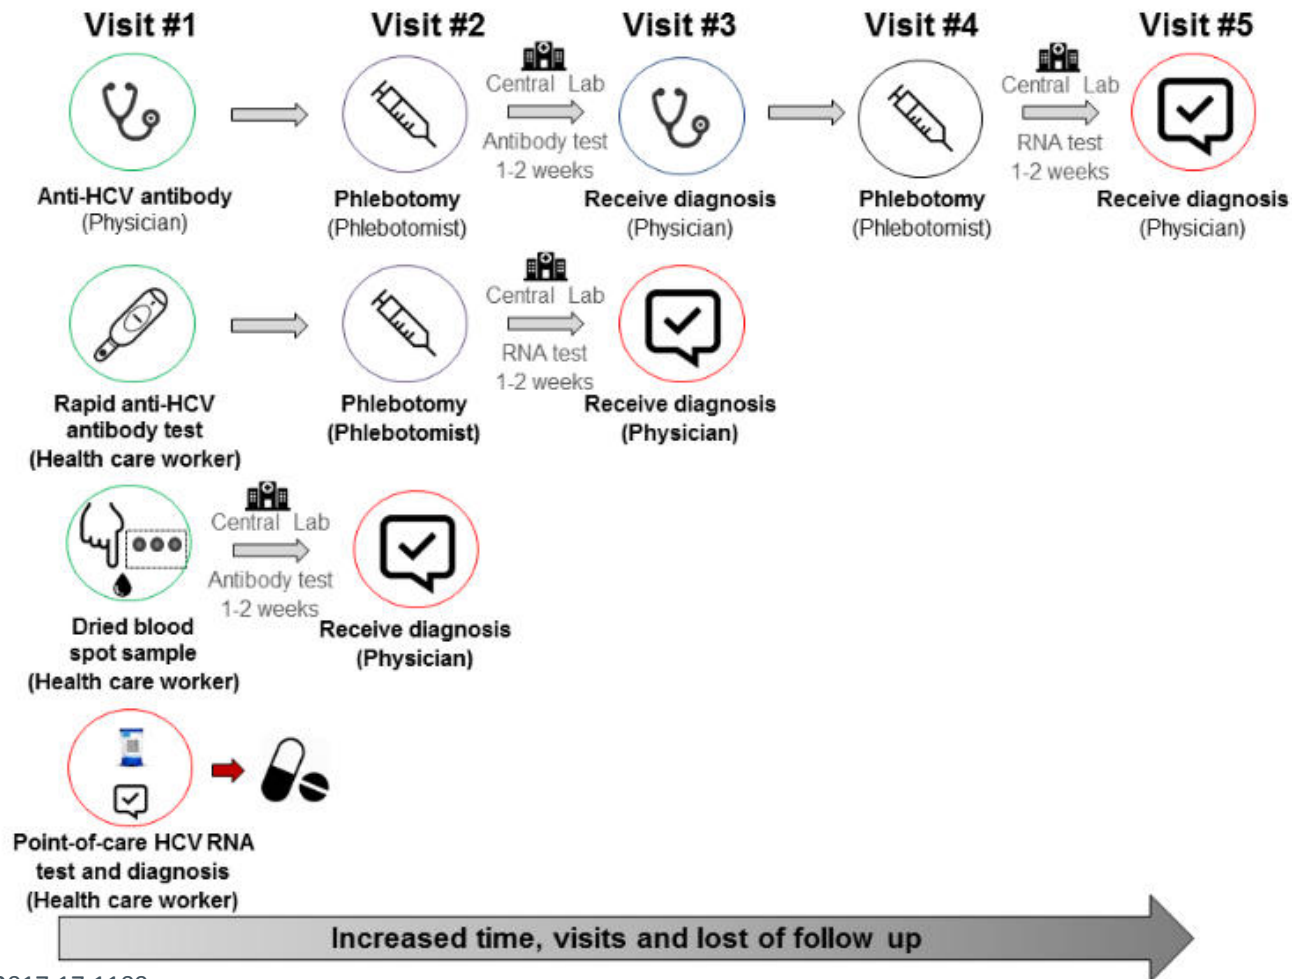 Visit #1
Visit #2
Visit #3
Visit #4
Visit #5
Central Lab
Antibody test
1-2 weeks
Central Lab
RNA test
1-2 weeks
Anti-HCV antibody
(Physician)
Phlebotomy
(Phlebotomist)
Receive diagnosis
(Physician)
Phlebotomy
(Phlebotomist)
Receive diagnosis
(Physician)
Central Lab
RNA test
1-2 weeks
Rapid anti-HCV
antibody test
(Health care worker)
Phlebotomy
(Phlebotomist)
Receive diagnosis
(Physician)
Central Lab
Antibody test
1-2 weeks
Dried blood
spot sample
(Health care worker)
Receive diagnosis
(Physician)
Point-of-care HCV RNA
test and diagnosis
(Health care worker)
Increased time, visits and lost of follow up